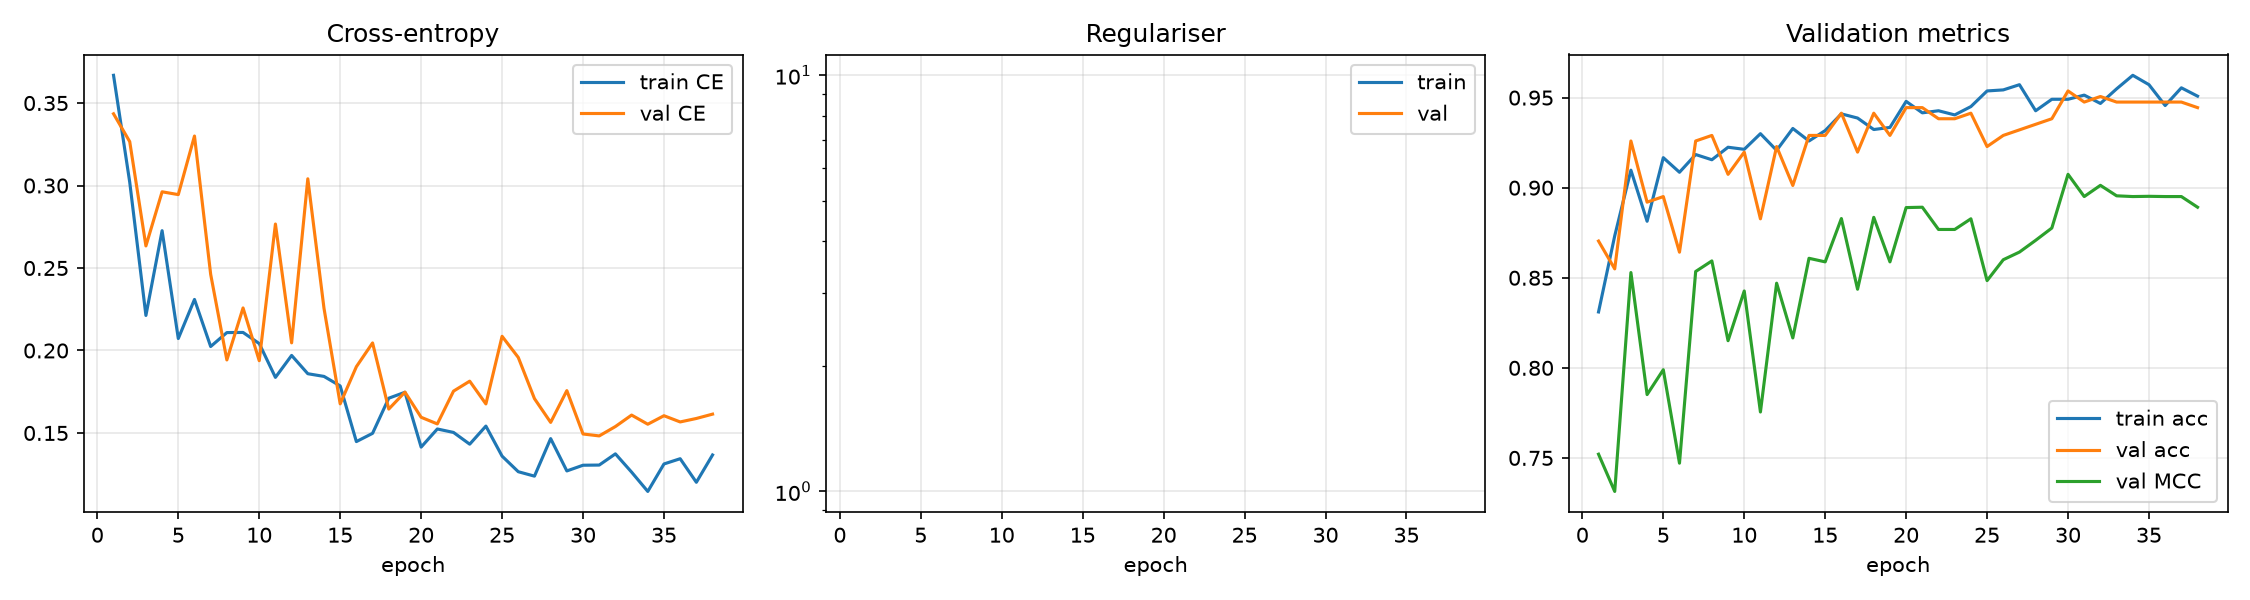 Cross-entropy
0.35
0.30
0.25
0.20
0.15
train CE
val CE
0 5 10 15 20 25 30 35
epoch
Regulariser
10¹
10⁰
train
val
0 5 10 15 20 25 30 35
epoch
Validation metrics
0.95
0.90
0.85
0.80
0.75
train acc
val acc
val MCC
0 5 10 15 20 25 30 35
epoch